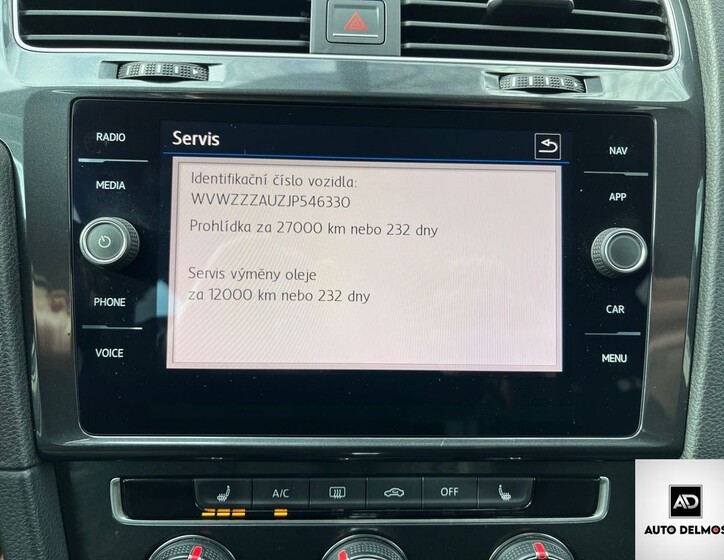 Servis
RADIO
MEDIA
PHONE
VOICE
Identifikační číslo vozidla:
WVWZZZAUZJP546330
Prohlídka za 27000 km nebo 232 dny
Servis výměny oleje
za 12000 km nebo 232 dny
NAV
APP
CAR
MENU
A/C
OFF
AD
AUTO DELMOS